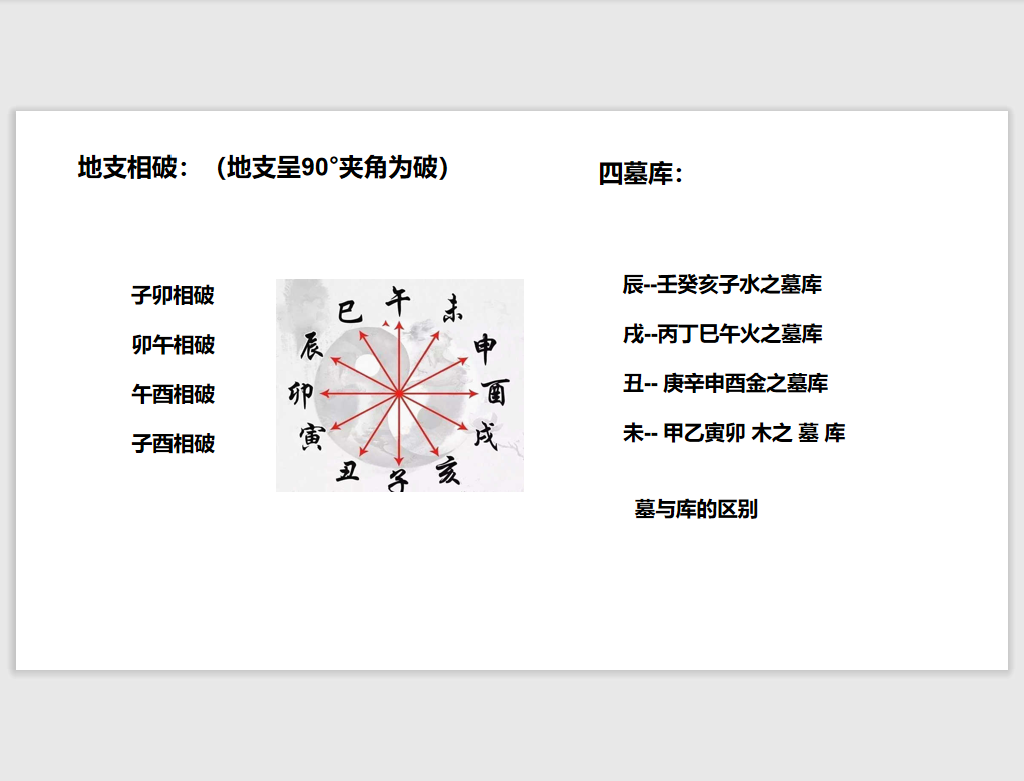 地支相破：（地支呈90°夹角为破）
子卯相破
卯午相破
午酉相破
子酉相破
午
巳
未
辰
申
卯
酉
寅
戌
丑
子
亥
四墓库：
辰--壬癸亥子水之墓库
戌--丙丁巳午火之墓库
丑-- 庚辛申酉金之墓库
未-- 甲乙寅卯 木之 墓 库
墓与库的区别